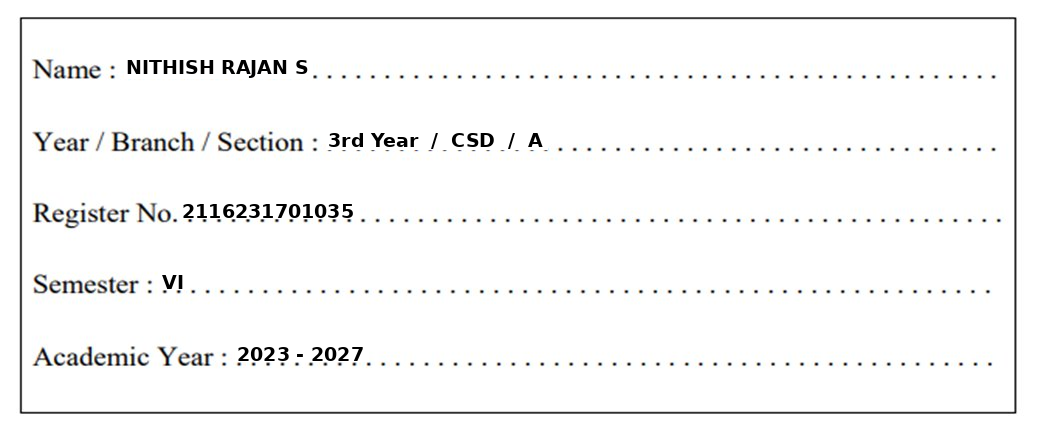 Name : NITHISH RAJAN S
Year / Branch / Section : 3rd Year / CSD / A
Register No. 2116231701035
Semester : VI
Academic Year : 2023 - 2027